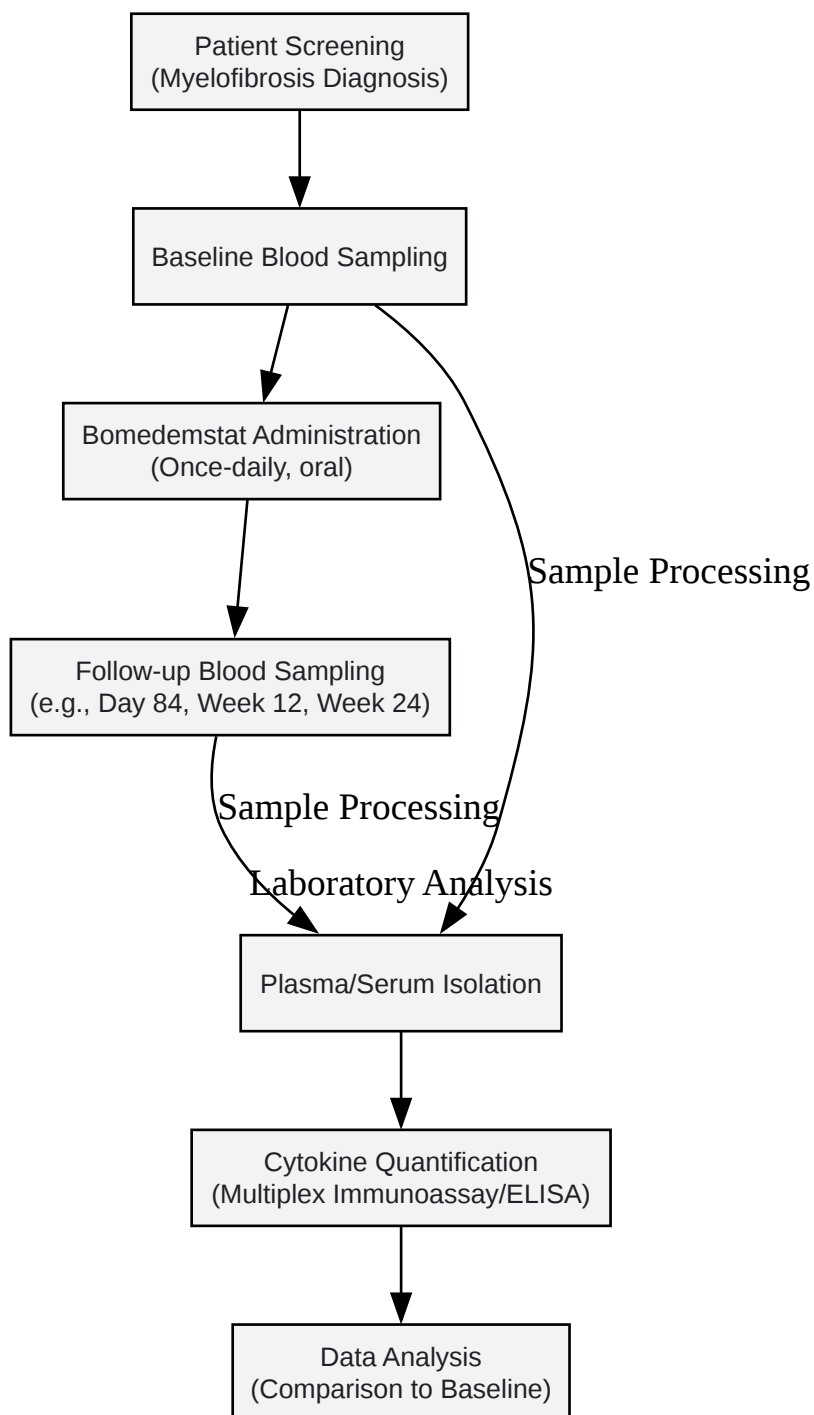 Patient Screening
(Myelofibrosis Diagnosis)
Baseline Blood Sampling
Bomedemstat Administration
(Once-daily, oral)
Sample Processing
Follow-up Blood Sampling
(e.g., Day 84, Week 12, Week 24)
Sample Processing
Laboratory Analysis
Plasma/Serum Isolation
Cytokine Quantification
(Multiplex Immunoassay/ELISA)
Data Analysis
(Comparison to Baseline)